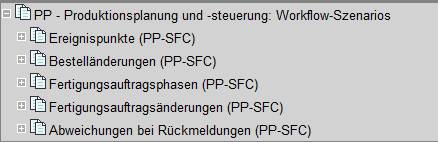 PP - Produktionsplanung und -steuerung: Workflow-Szenarios
Ereignispunkte (PP-SFC)
Bestelländerungen (PP-SFC)
Fertigungsauftragsphasen (PP-SFC)
Fertigungsauftragsänderungen (PP-SFC)
Abweichungen bei Rückmeldungen (PP-SFC)